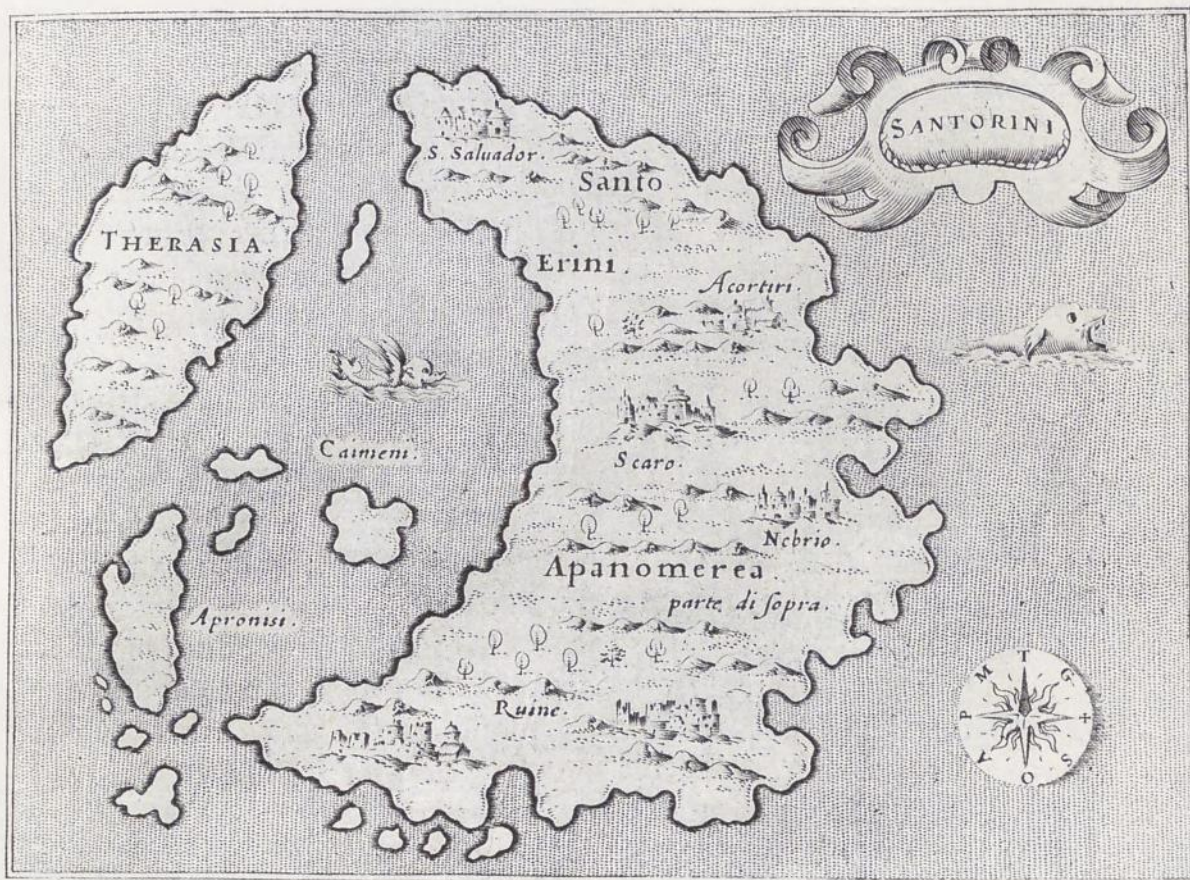 SANTORINI
S. Saluador.
Santo
Erini.
THERASIA.
Acortiri.
Scaro.
Caimeni.
Nebrio.
Apanomerea.
parte di ſopra.
Apronisi.
Ruine.
T
G
+
S
O
A
P
M